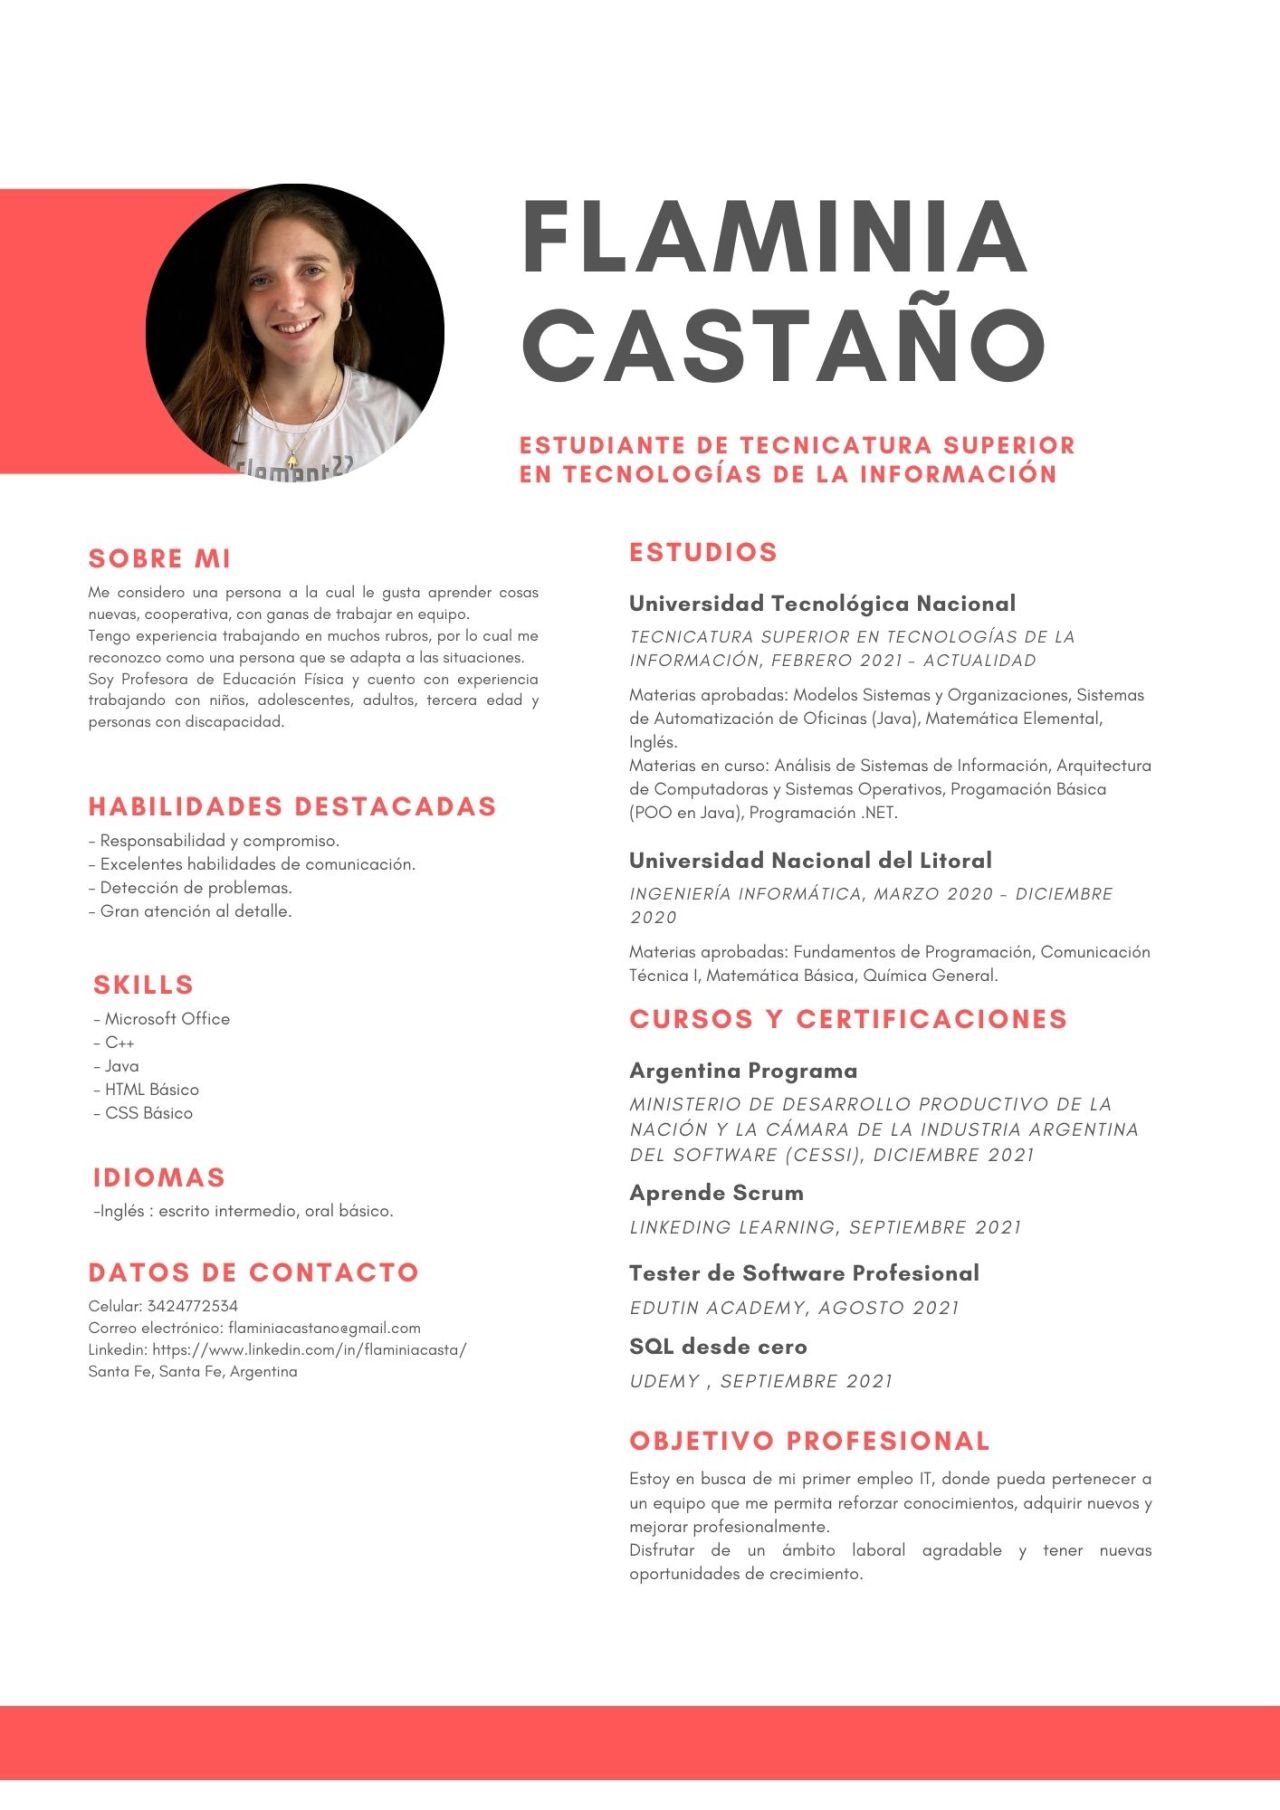 FLAMINIA
CASTAÑO
ESTUDIANTE DE TECNICATURA SUPERIOR
EN TECNOLOGÍAS DE LA INFORMACIÓN
SOBRE MI
Me considero una persona a la cual le gusta aprender cosas
nuevas, cooperativa, con ganas de trabajar en equipo.
Tengo experiencia trabajando en muchos rubros, por lo cual me
reconozco como una persona que se adapta a las situaciones.
Soy Profesora de Educación Física y cuento con experiencia
trabajando con niños, adolescentes, adultos, tercera edad y
personas con discapacidad.
HABILIDADES DESTACADAS
- Responsabilidad y compromiso.
- Excelentes habilidades de comunicación.
- Detección de problemas.
- Gran atención al detalle.
SKILLS
- Microsoft Office
- C++
- Java
- HTML Básico
- CSS Básico
IDIOMAS
-Inglés : escrito intermedio, oral básico.
DATOS DE CONTACTO
Celular: 3424772534
Correo electrónico: flaminiacastano@gmail.com
Linkedin: https://www.linkedin.com/in/flaminiacasta/
Santa Fe, Santa Fe, Argentina
ESTUDIOS
Universidad Tecnológica Nacional
TECNICATURA SUPERIOR EN TECNOLOGÍAS DE LA
INFORMACIÓN, FEBRERO 2021 - ACTUALIDAD
Materias aprobadas: Modelos Sistemas y Organizaciones, Sistemas
de Automatización de Oficinas (Java), Matemática Elemental,
Inglés.
Materias en curso: Análisis de Sistemas de Información, Arquitectura
de Computadoras y Sistemas Operativos, Progamación Básica
(POO en Java), Programación .NET.
Universidad Nacional del Litoral
INGENIERÍA INFORMÁTICA, MARZO 2020 - DICIEMBRE
2020
Materias aprobadas: Fundamentos de Programación, Comunicación
Técnica I, Matemática Básica, Química General.
CURSOS Y CERTIFICACIONES
Argentina Programa
MINISTERIO DE DESARROLLO PRODUCTIVO DE LA
NACIÓN Y LA CÁMARA DE LA INDUSTRIA ARGENTINA
DEL SOFTWARE (CESSI), DICIEMBRE 2021
Aprende Scrum
LINKEDING LEARNING, SEPTIEMBRE 2021
Tester de Software Profesional
EDUTIN ACADEMY, AGOSTO 2021
SQL desde cero
UDEMY , SEPTIEMBRE 2021
OBJETIVO PROFESIONAL
Estoy en busca de mi primer empleo IT, donde pueda pertenecer a
un equipo que me permita reforzar conocimientos, adquirir nuevos y
mejorar profesionalmente.
Disfrutar de un ámbito laboral agradable y tener nuevas
oportunidades de crecimiento.